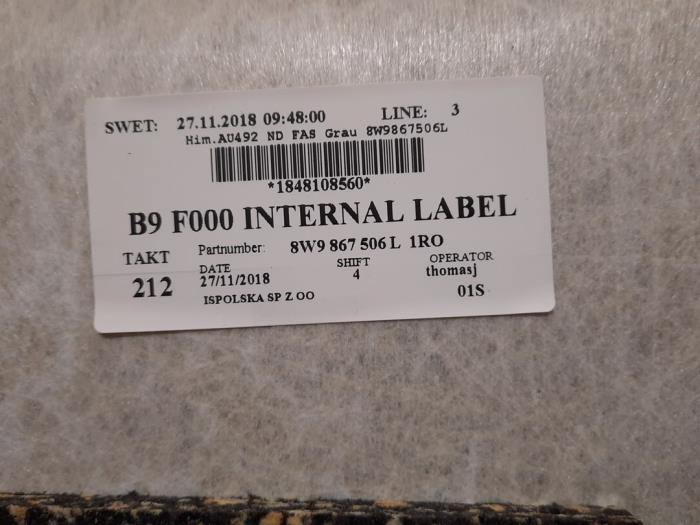 SWET: 27.11.2018 09:48:00 LINE: 3
Him.AU492 ND FAS Grau 8W9867506L
*1848108560*
B9 F000 INTERNAL LABEL
TAKT Partnumber: 8W9 867 506 L 1RO
DATE SHIFT OPERATOR
212 27/11/2018 4 thomasj
ISPOLSKA SP Z OO 01S